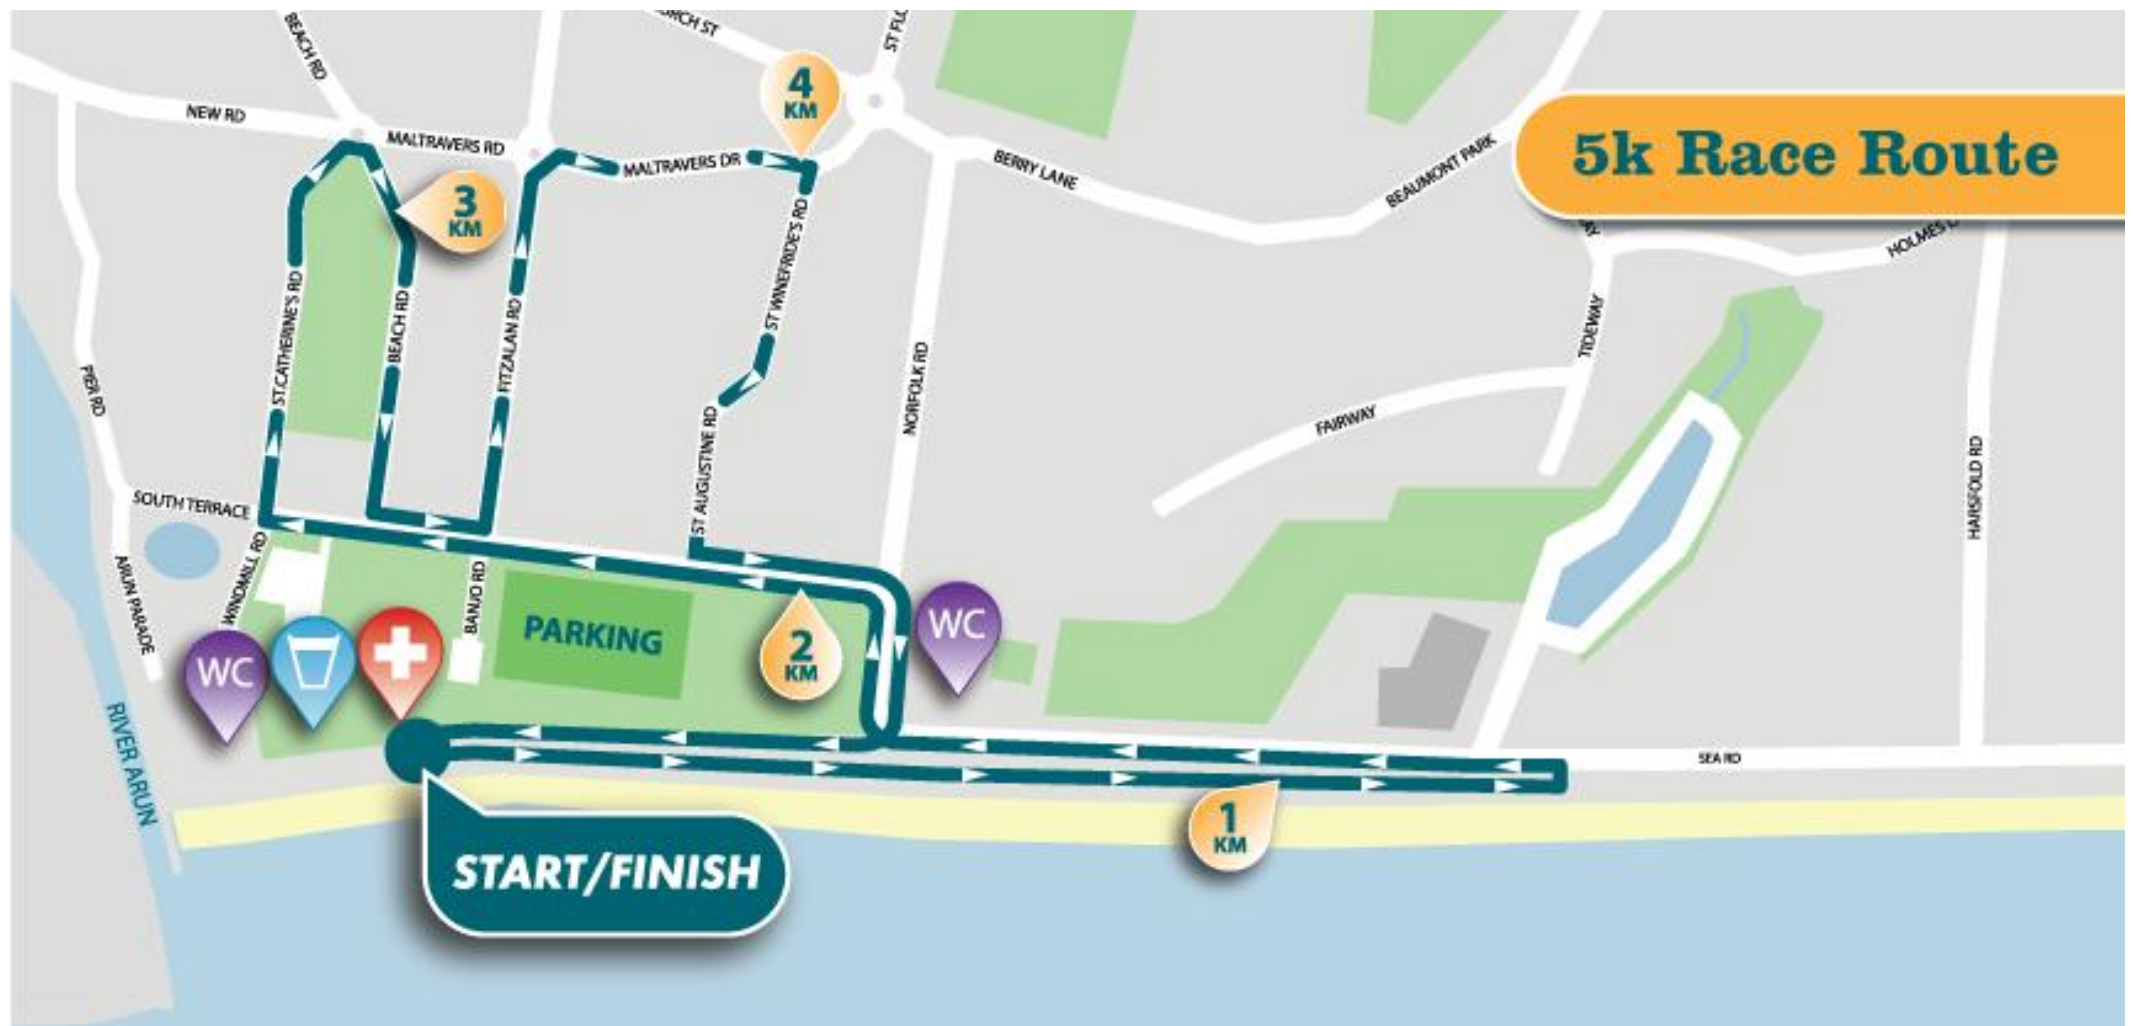 BEACH RD
NEW RD
MALTRAVERS RD
4
KM
BERRY LANE
BEAUMONT PARK
5k Race Route
MALTRAVERS DR
3
KM
ST.CATHERINE'S RD
BEACH RD
FITZALAN RD
ST WINEFRIDE'S RD
ST AUGUSTINE RD
NORFOLK RD
FAIRWAY
TIDEWAY
HARSFOLD RD
PIER RD
SOUTH TERRACE
WINDMILL RD
ARUN PARADE
BANJO RD
PARKING
WC
WC
2
KM
RIVER ARUN
SEA RD
1
KM
START/FINISH